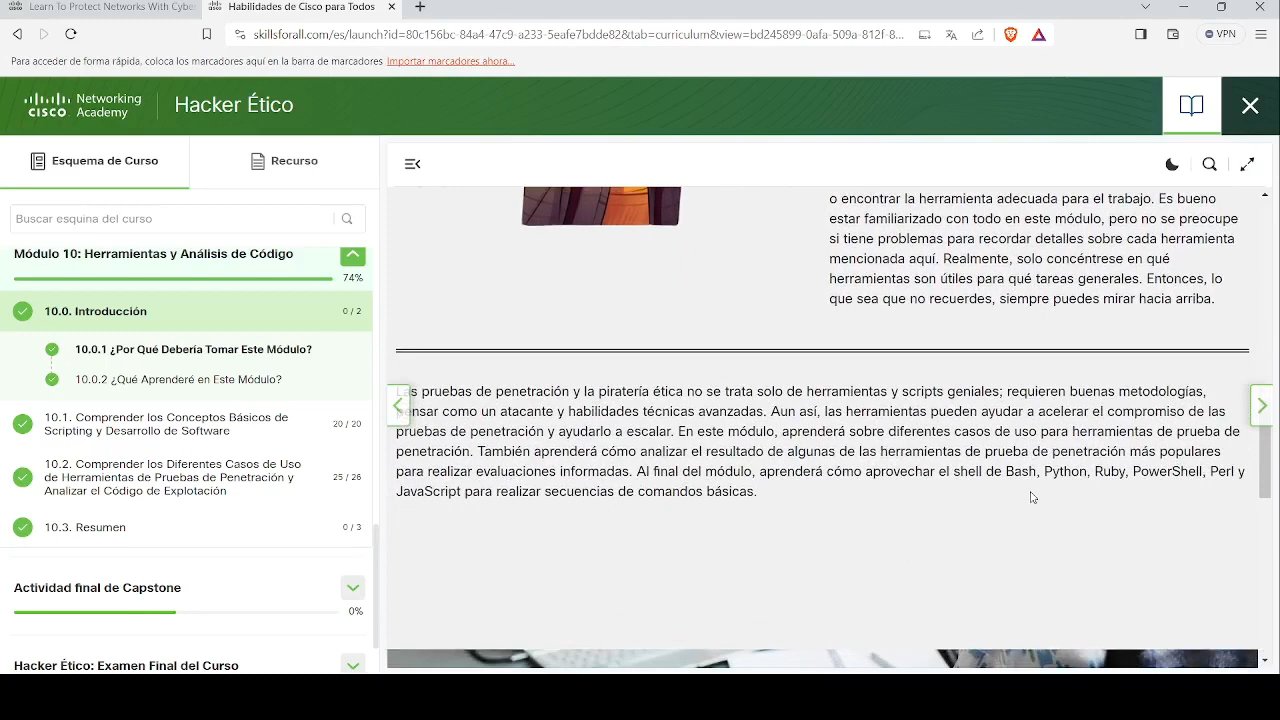 Learn To Protect Networks With Cyber
Habilidades de Cisco para Todos
skillsforall.com/es/launch?id=80c156bc-84a4-47c9-a233-5eafe7bdde82&tab=curriculum&view=bd245899-0afa-509a-812f-8...
VPN
Para acceder de forma rápida, coloca los marcadores aquí en la barra de marcadores Importar marcadores ahora...
CISCO Networking Academy
Hacker Ético
Esquema de Curso
Recurso
Buscar esquina del curso
Módulo 10: Herramientas y Análisis de Código
74%
10.0. Introducción
0 / 2
10.0.1 ¿Por Qué Debería Tomar Este Módulo?
10.0.2 ¿Qué Aprenderé en Este Módulo?
10.1. Comprender los Conceptos Básicos de
Scripting y Desarrollo de Software
20 / 20
10.2. Comprender los Diferentes Casos de Uso
de Herramientas de Pruebas de Penetración y
Analizar el Código de Explotación
25 / 26
10.3. Resumen
0 / 3
Actividad final de Capstone
0%
Hacker Ético: Examen Final del Curso
o encontrar la herramienta adecuada para el trabajo. Es bueno
estar familiarizado con todo en este módulo, pero no se preocupe
si tiene problemas para recordar detalles sobre cada herramienta
mencionada aquí. Realmente, solo concéntrese en qué
herramientas son útiles para qué tareas generales. Entonces, lo
que sea que no recuerdes, siempre puedes mirar hacia arriba.
Las pruebas de penetración y la piratería ética no se trata solo de herramientas y scripts geniales; requieren buenas metodologías,
pensar como un atacante y habilidades técnicas avanzadas. Aun así, las herramientas pueden ayudar a acelerar el compromiso de las
pruebas de penetración y ayudarlo a escalar. En este módulo, aprenderá sobre diferentes casos de uso para herramientas de prueba de
penetración. También aprenderá cómo analizar el resultado de algunas de las herramientas de prueba de penetración más populares
para realizar evaluaciones informadas. Al final del módulo, aprenderá cómo aprovechar el shell de Bash, Python, Ruby, PowerShell, Perl y
JavaScript para realizar secuencias de comandos básicas.